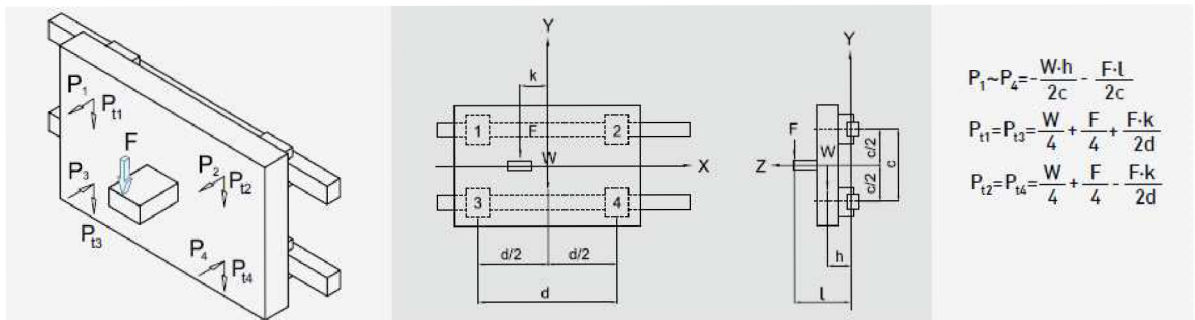 P1
Pt1
F
P3
P2
Pt2
Pt3
P4
Pt4
Y
k
1
F
2
W
X
3
4
d/2
d/2
d
Y
F
W
Z
c/2
c/2
c
h
l
P1~P4=-W·h/2c - F·l/2c
Pt1=Pt3=W/4+F/4+F·k/2d
Pt2=Pt4=W/4+F/4-F·k/2d